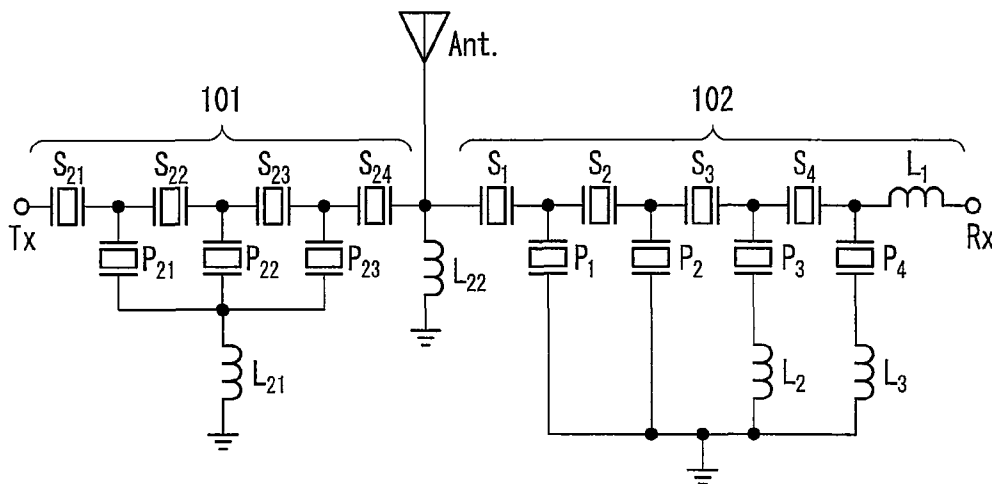 Ant.
101
102
S21
S22
S23
S24
S1
S2
S3
S4
L1
Tx
Rx
P21
P22
P23
L22
P1
P2
P3
P4
L21
L2
L3